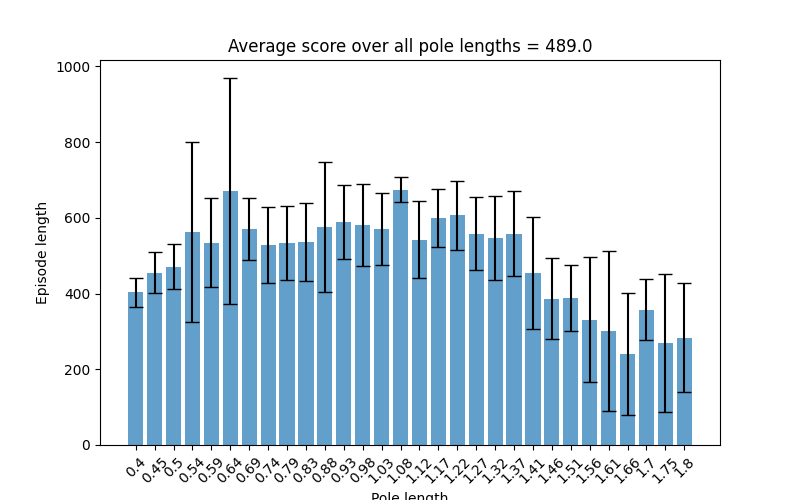 Average score over all pole lengths = 489.0
Episode length
1000
800
600
400
200
0
0.4 0.45 0.5 0.54 0.59 0.64 0.69 0.74 0.79 0.83 0.88 0.93 0.98 1.03 1.08 1.12 1.17 1.22 1.27 1.32 1.37 1.41 1.46 1.51 1.56 1.61 1.66 1.7 1.75 1.8
Pole length